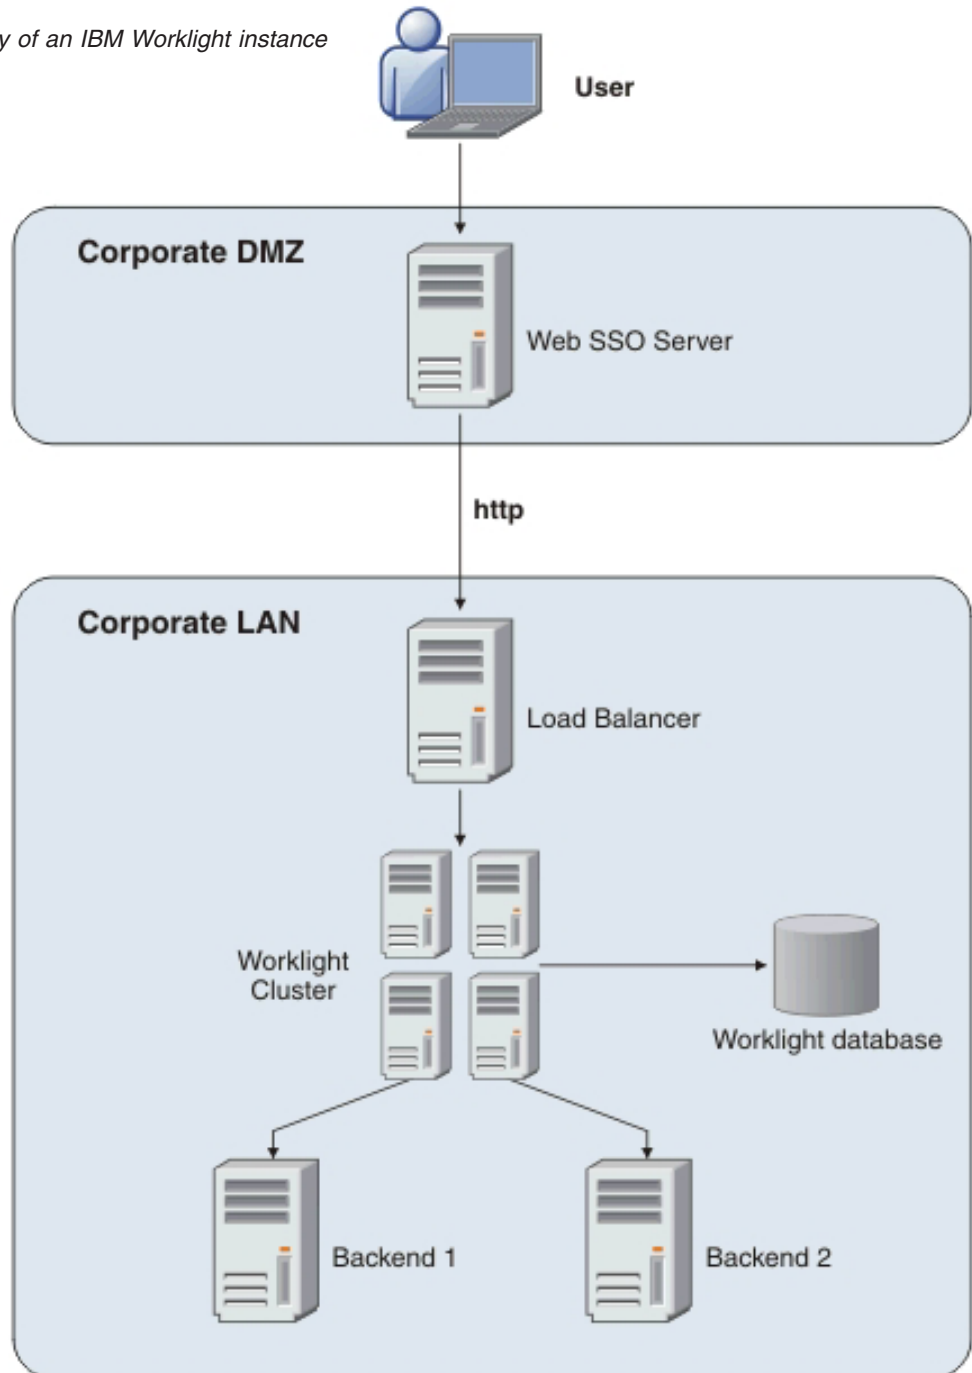 y of an IBM Worklight instance
User
Corporate DMZ
Web SSO Server
http
Corporate LAN
Load Balancer
Worklight
Cluster
Worklight database
Backend 1
Backend 2